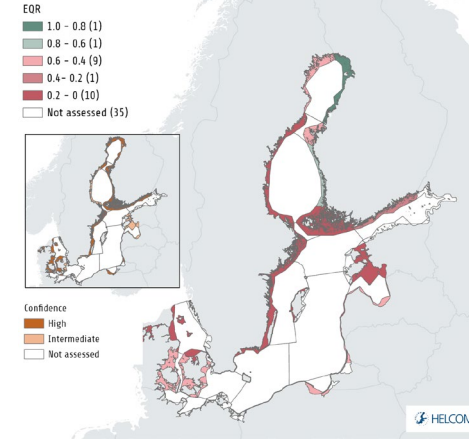 EQR
1.0 - 0.8 (1)
0.8 - 0.6 (1)
0.6 - 0.4 (9)
0.4- 0.2 (1)
0.2 - 0 (10)
Not assessed (35)
Confidence
High
Intermediate
Not assessed
HELCOM